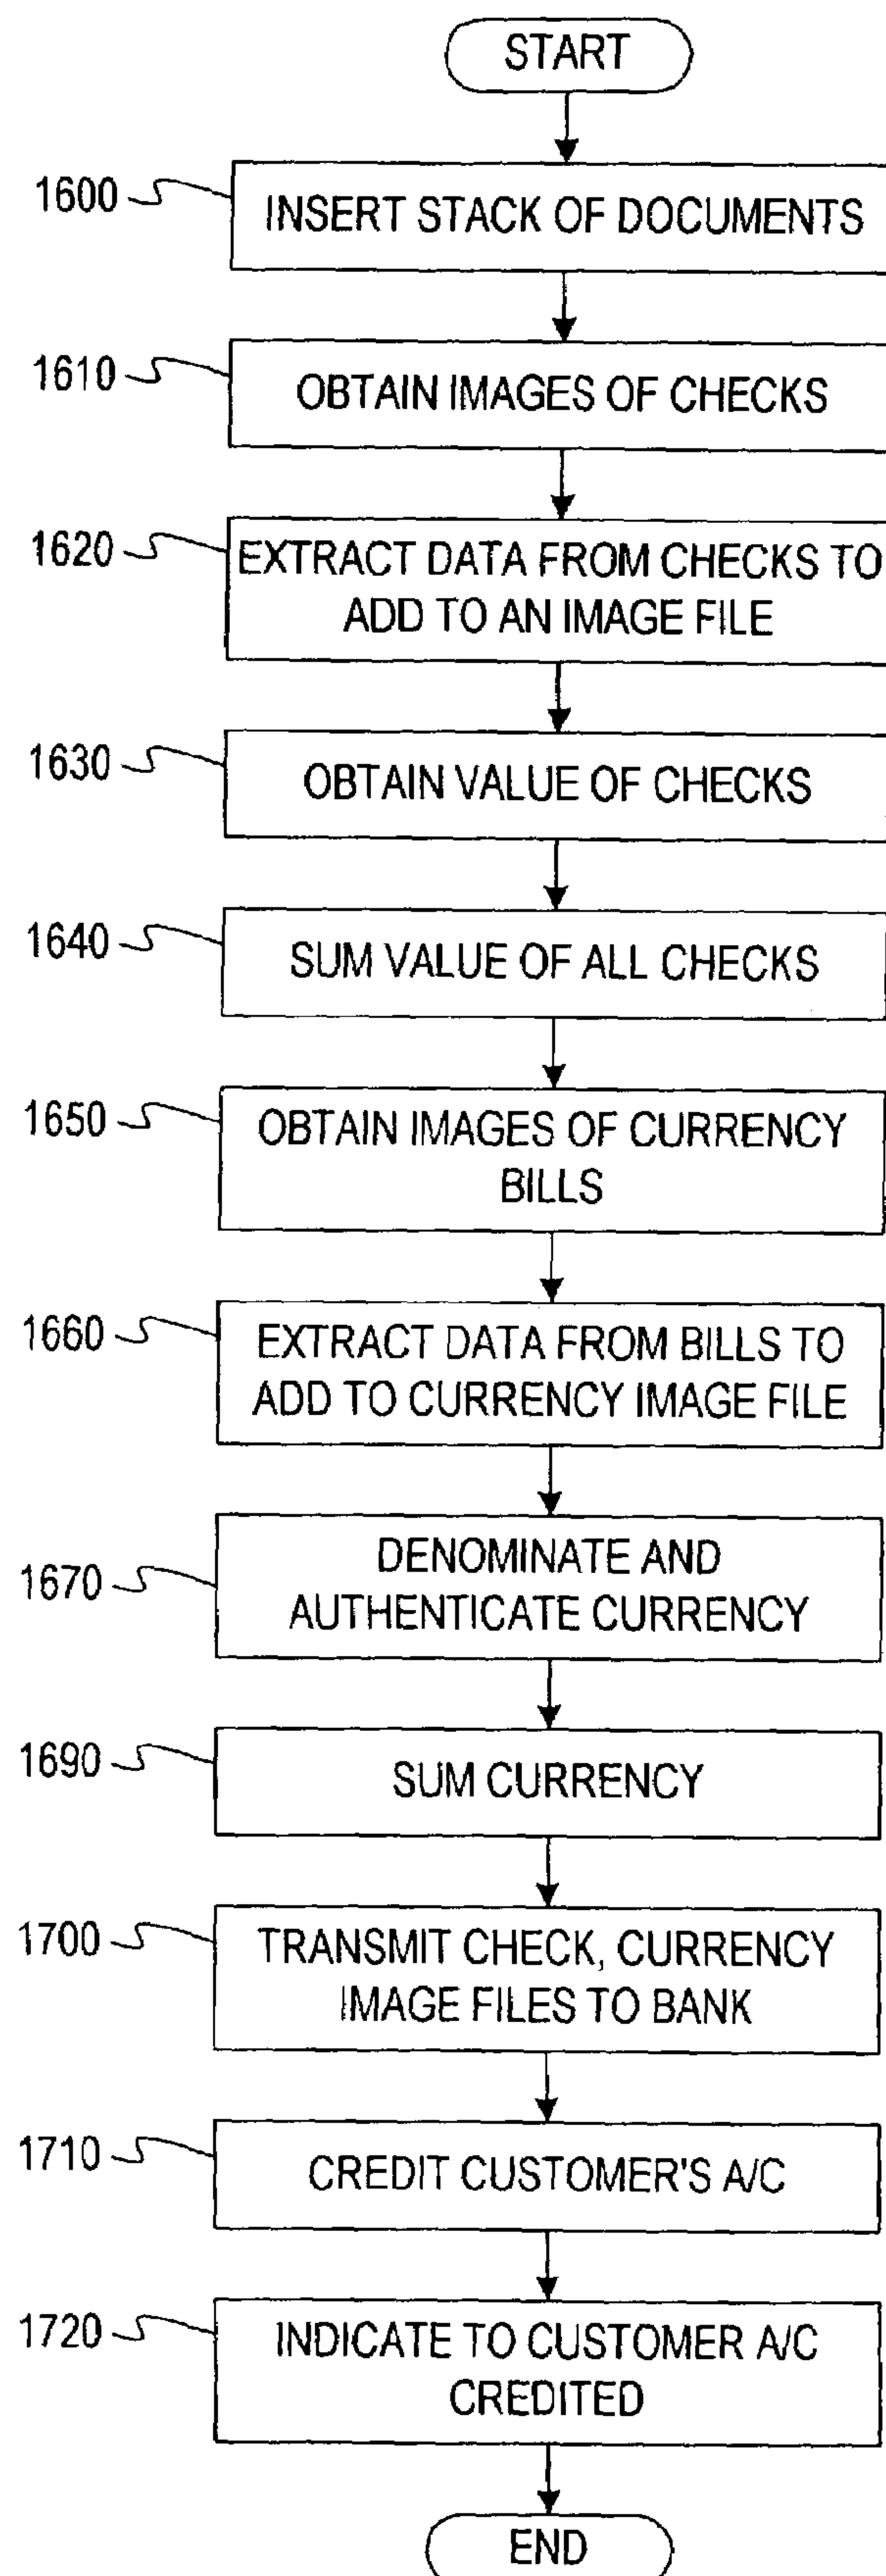 START
1600
INSERT STACK OF DOCUMENTS
1610
OBTAIN IMAGES OF CHECKS
1620
EXTRACT DATA FROM CHECKS TO
ADD TO AN IMAGE FILE
1630
OBTAIN VALUE OF CHECKS
1640
SUM VALUE OF ALL CHECKS
1650
OBTAIN IMAGES OF CURRENCY
BILLS
1660
EXTRACT DATA FROM BILLS TO
ADD TO CURRENCY IMAGE FILE
1670
DENOMINATE AND
AUTHENTICATE CURRENCY
1690
SUM CURRENCY
1700
TRANSMIT CHECK, CURRENCY
IMAGE FILES TO BANK
1710
CREDIT CUSTOMER'S A/C
1720
INDICATE TO CUSTOMER A/C
CREDITED
END